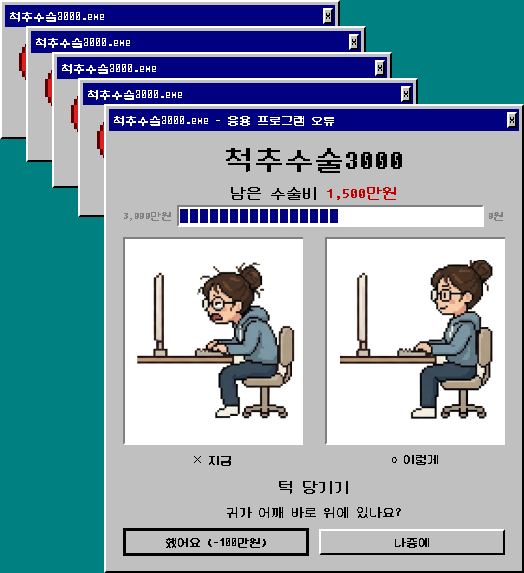 척추수술3000.exe
척추수술3000.exe
척추수술3000.exe
척추수술3000.exe
척추수술3000.exe - 응용 프로그램 오류
척추수술3000
남은 수술비 1,500만원
3,000만원 0원
× 지금
o 이렇게
턱 당기기
귀가 어깨 바로 위에 있나요?
했어요 (-100만원)
나중에